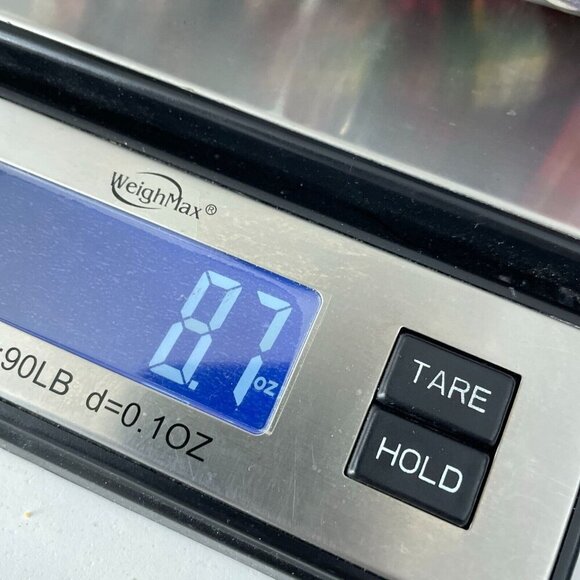 WeighMax®
8.7 oz
:90LB d=0.1OZ
TARE
HOLD